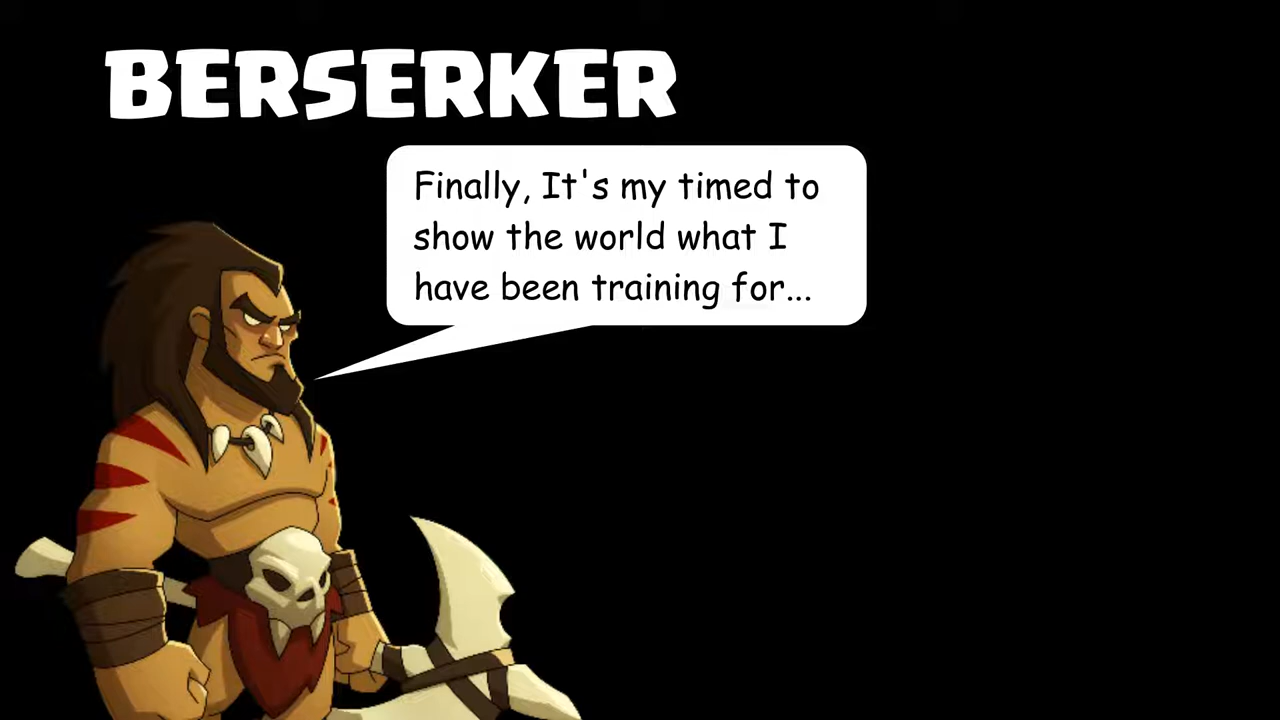 BERSERKER
Finally, It's my timed to
show the world what I
have been training for...